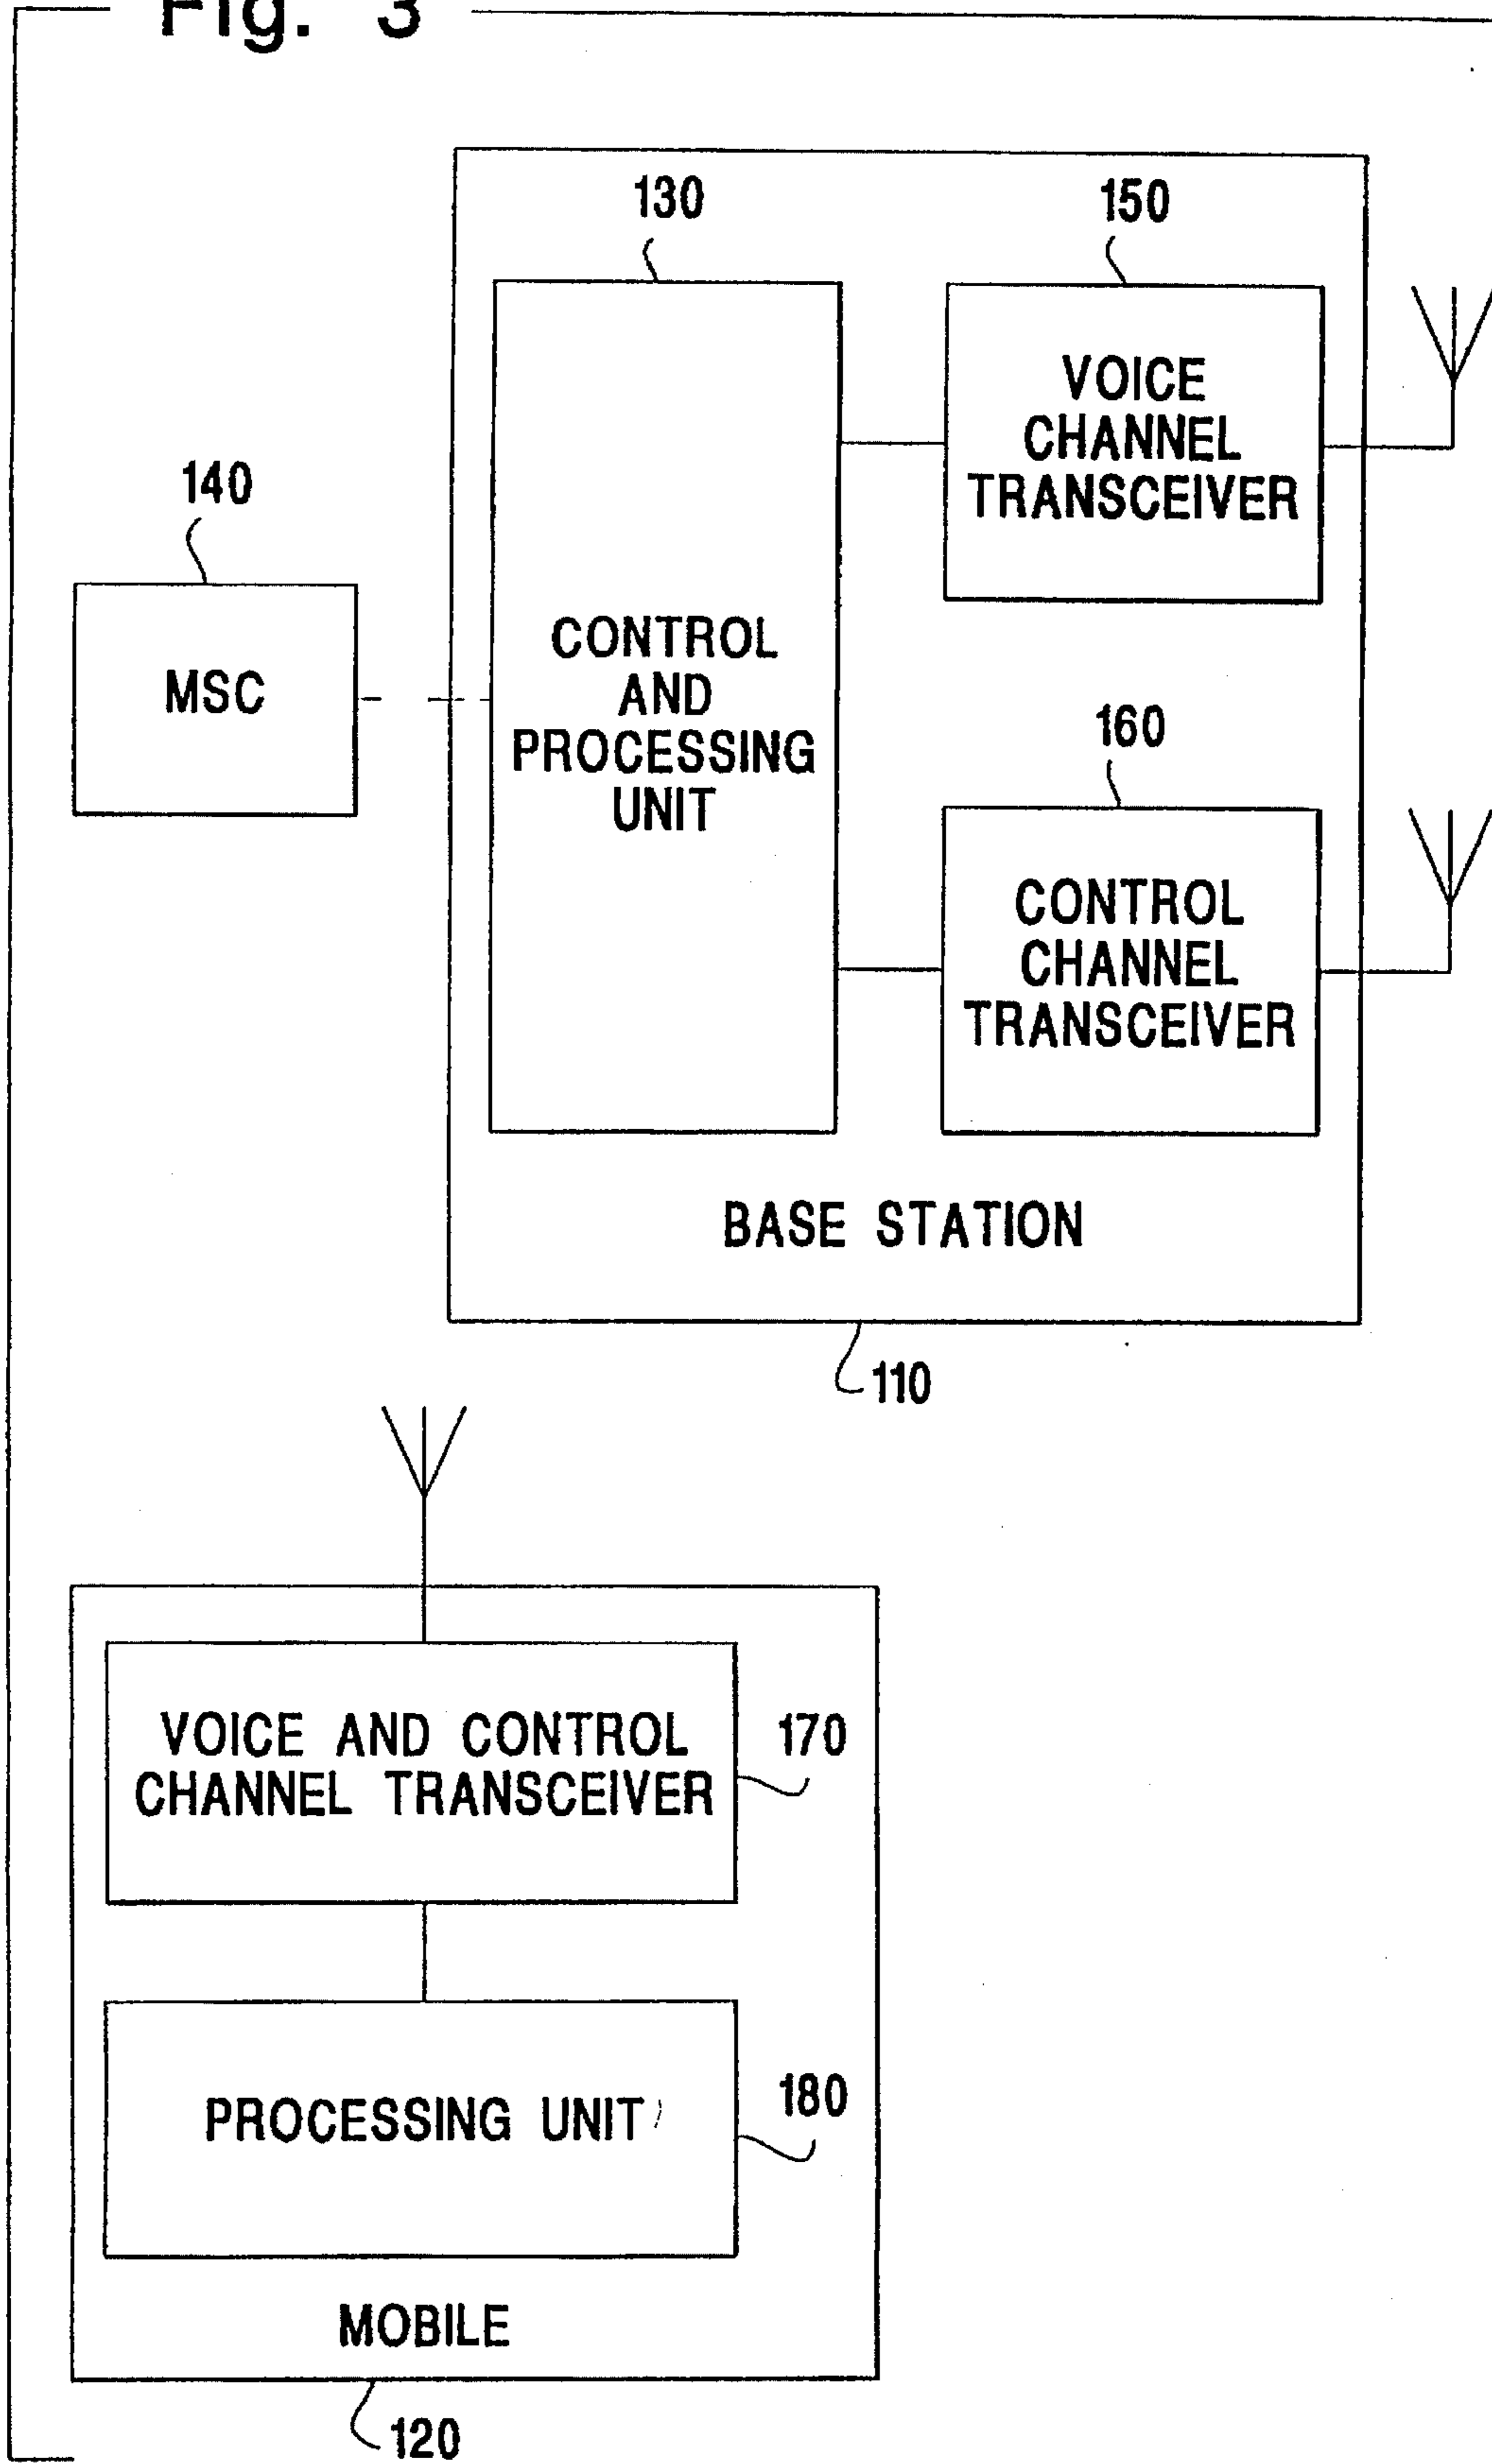 Fig. 3
130
150
VOICE
CHANNEL
TRANSCEIVER
140
MSC
CONTROL
AND
PROCESSING
UNIT
160
CONTROL
CHANNEL
TRANSCEIVER
BASE STATION
110
VOICE AND CONTROL
CHANNEL TRANSCEIVER
170
PROCESSING UNIT
180
MOBILE
120